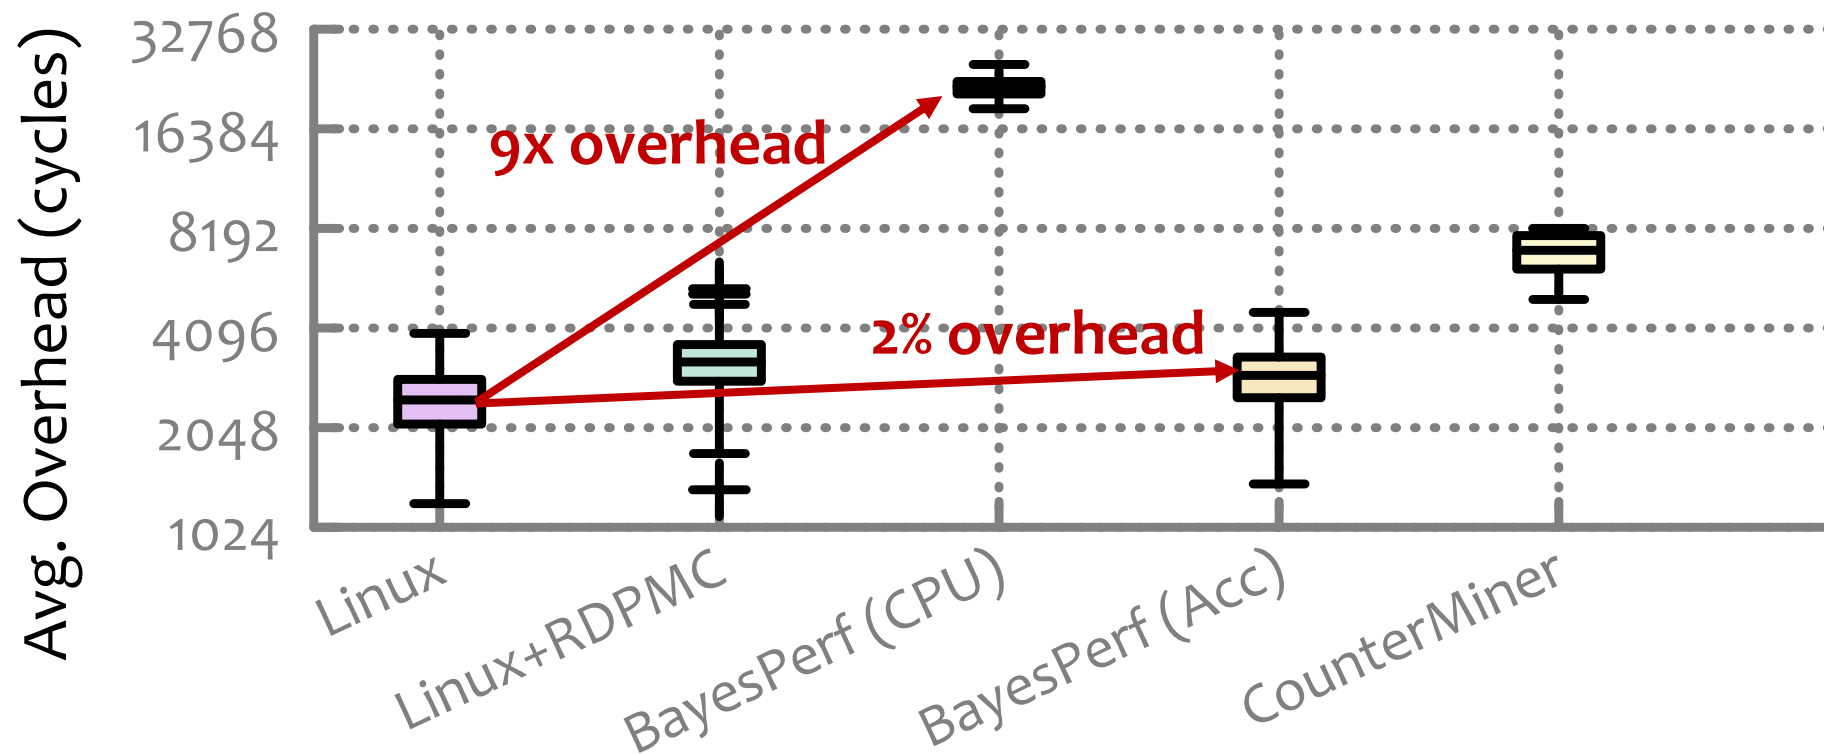 Avg. Overhead (cycles)
32768
16384
8192
4096
2048
1024
9x overhead
2% overhead
Linux
Linux+RDPMC
BayesPerf (CPU)
BayesPerf (Acc)
CounterMiner